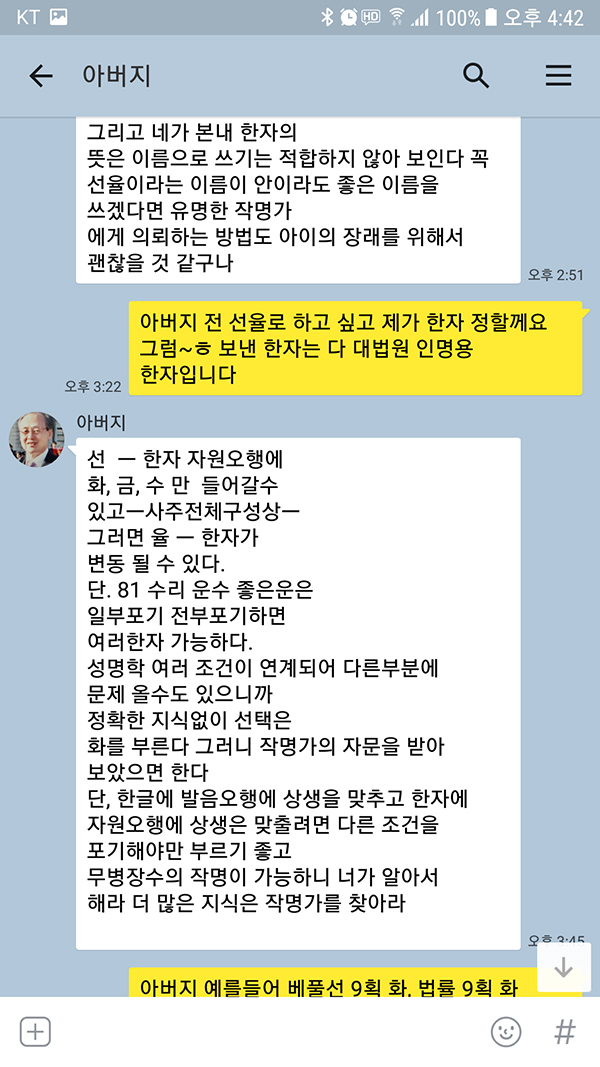 KT HD 100% 오후 4:42
아버지
그리고 네가 본내 한자의
뜻은 이름으로 쓰기는 적합하지 않아 보인다 꼭
선율이라는 이름이 안이라도 좋은 이름을
쓰겠다면 유명한 작명가
에게 의뢰하는 방법도 아이의 장래를 위해서
괜찮을 것 같구나
오후 2:51
아버지 전 선율로 하고 싶고 제가 한자 정할께요
그럼~ㅎ 보낸 한자는 다 대법원 인명용
한자입니다
오후 3:22
아버지
선 ㅡ 한자 자원오행에
화, 금, 수 만 들어갈수
있고ㅡ사주전체구성상ㅡ
그러면 율 ㅡ 한자가
변동 될 수 있다.
단. 81 수리 운수 좋은운은
일부포기 전부포기하면
여러한자 가능하다.
성명학 여러 조건이 연계되어 다른부분에
문제 올수도 있으니까
정확한 지식없이 선택은
화를 부른다 그러니 작명가의 자문을 받아
보았으면 한다
단, 한글에 발음오행에 상생을 맞추고 한자에
자원오행에 상생은 맞출려면 다른 조건을
포기해야만 부르기 좋고
무병장수의 작명이 가능하니 너가 알아서
해라 더 많은 지식은 작명가를 찾아라
오후 3:45
아버지 예를들어 베풀선 9획 화, 법률 9획 화
#